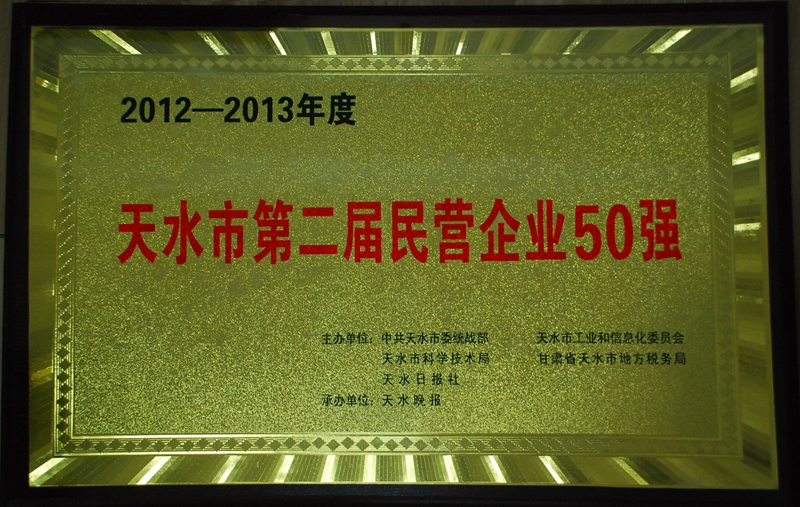 2012—2013年度
天水市第二届民营企业50强
主办单位：中共天水市委统战部 天水市工业和信息化委员会
天水市科学技术局 甘肃省天水市地方税务局
天水日报社
承办单位：天水晚报